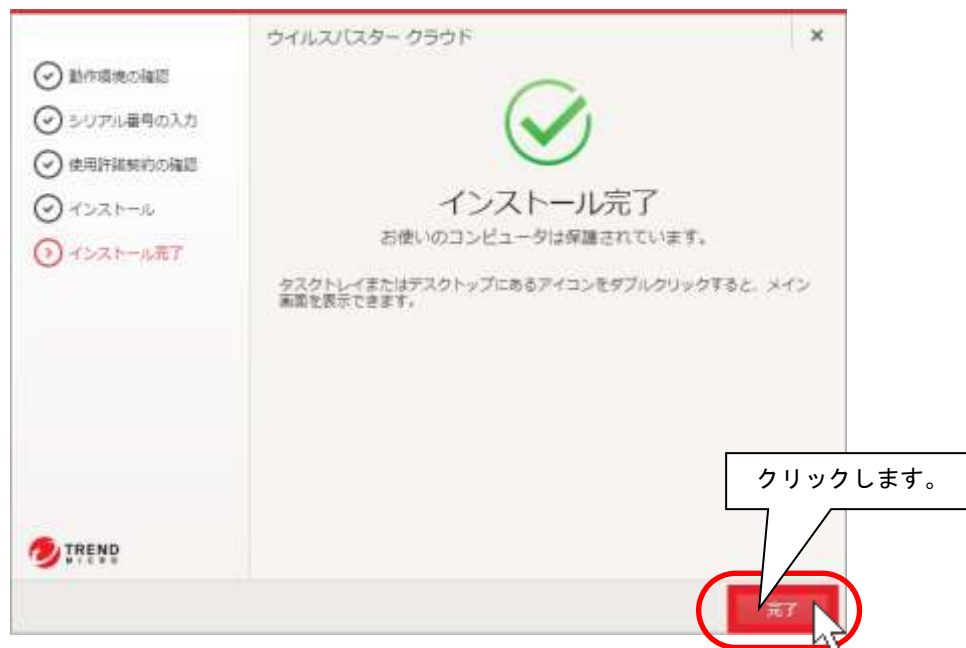 ウイルスバスター クラウド
×
動作環境の確認
シリアル番号の入力
使用許諾契約の確認
インストール
インストール完了
インストール完了
お使いのコンピュータは保護されています。
タスクトレイまたはデスクトップにあるアイコンをダブルクリックすると、メイン
画面を表示できます。
クリックします。
TREND
MICRO
完了